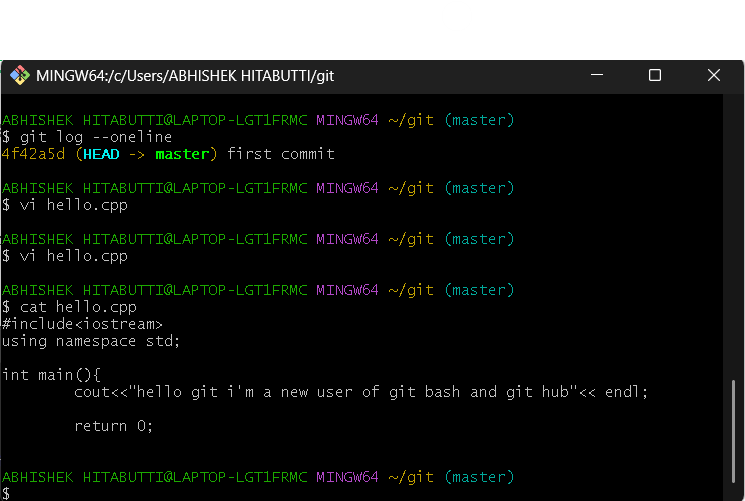 MINGW64:/c/Users/ABHISHEK HITABUTTI/git
ABHISHEK HITABUTTI@LAPTOP-LGT1FRMC MINGW64 ~/git (master)
$ git log --oneline
4f42a5d (HEAD -> master) first commit
ABHISHEK HITABUTTI@LAPTOP-LGT1FRMC MINGW64 ~/git (master)
$ vi hello.cpp
ABHISHEK HITABUTTI@LAPTOP-LGT1FRMC MINGW64 ~/git (master)
$ vi hello.cpp
ABHISHEK HITABUTTI@LAPTOP-LGT1FRMC MINGW64 ~/git (master)
$ cat hello.cpp
#include<iostream>
using namespace std;
int main(){
        cout<<"hello git i'm a new user of git bash and git hub"<< endl;
        return 0;
ABHISHEK HITABUTTI@LAPTOP-LGT1FRMC MINGW64 ~/git (master)
$